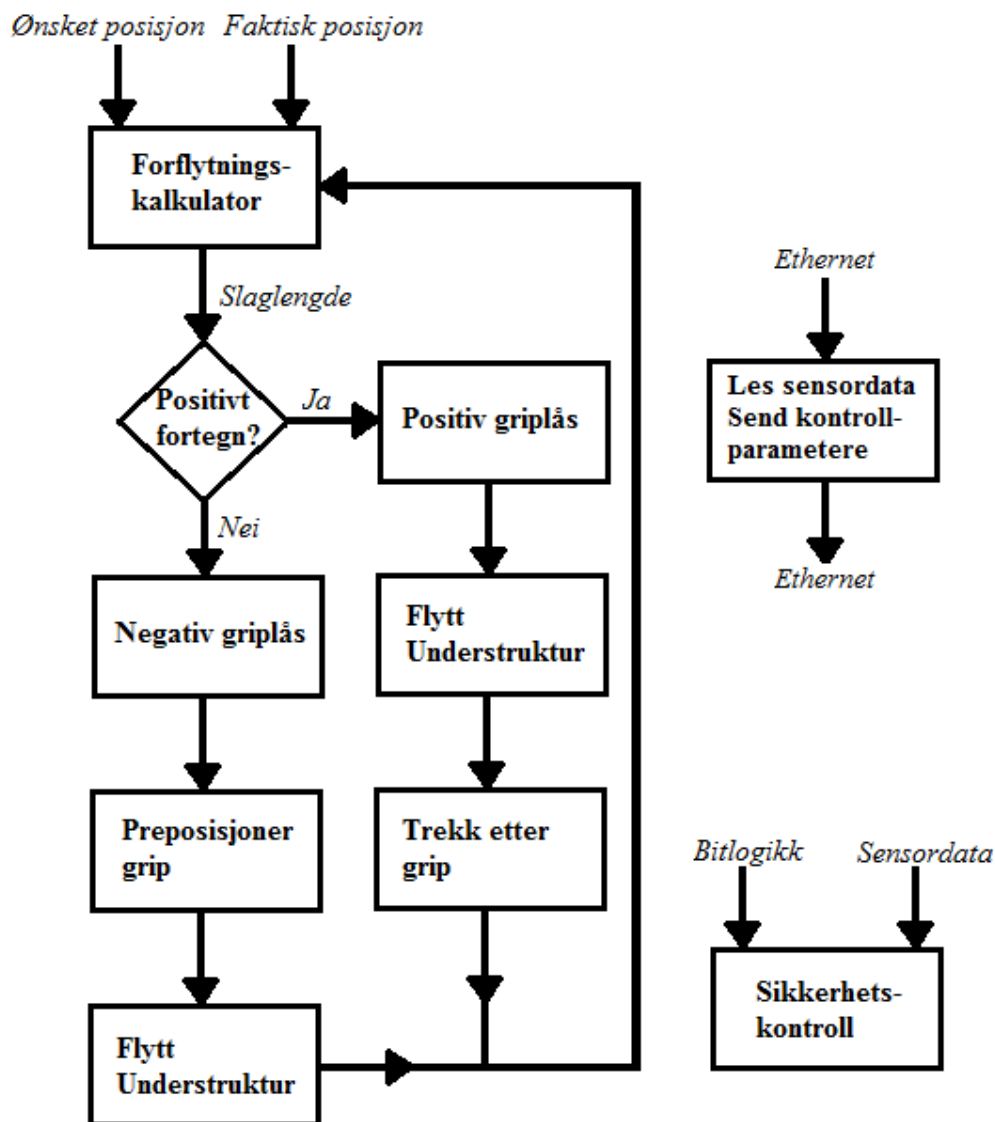 Ønsket posisjon
Faktisk posisjon
Forflytnings-
kalkulator
Slaglengde
Positivt
fortegn?
Ja
Positiv griplås
Nei
Negativ griplås
Flytt
Understruktur
Preposisjoner
grip
Trekk etter
grip
Flytt
Understruktur
Ethernet
Les sensordata
Send kontroll-
parametere
Ethernet
Bitlogikk
Sensordata
Sikkerhets-
kontroll